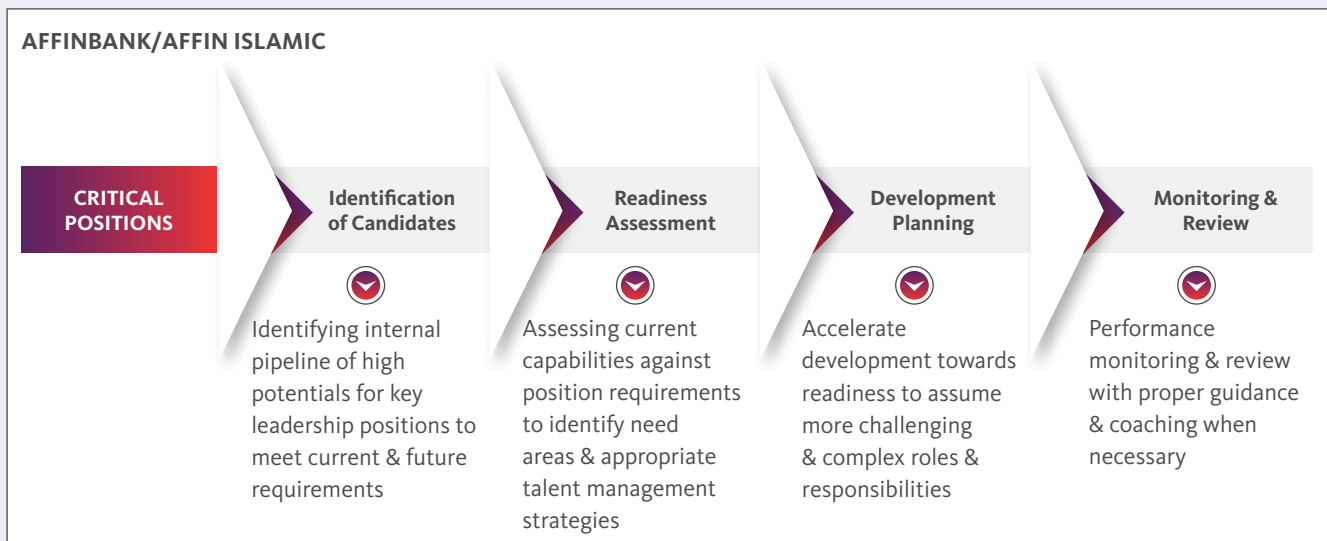 AFFINBANK/AFFIN ISLAMIC
CRITICAL
POSITIONS
Identification
of Candidates
Identifying internal
pipeline of high
potentials for key
leadership positions to
meet current & future
requirements
Readiness
Assessment
Assessing current
capabilities against
position requirements
to identify need
areas & appropriate
talent management
strategies
Development
Planning
Accelerate
development towards
readiness to assume
more challenging
& complex roles &
responsibilities
Monitoring &
Review
Performance
monitoring & review
with proper guidance
& coaching when
necessary